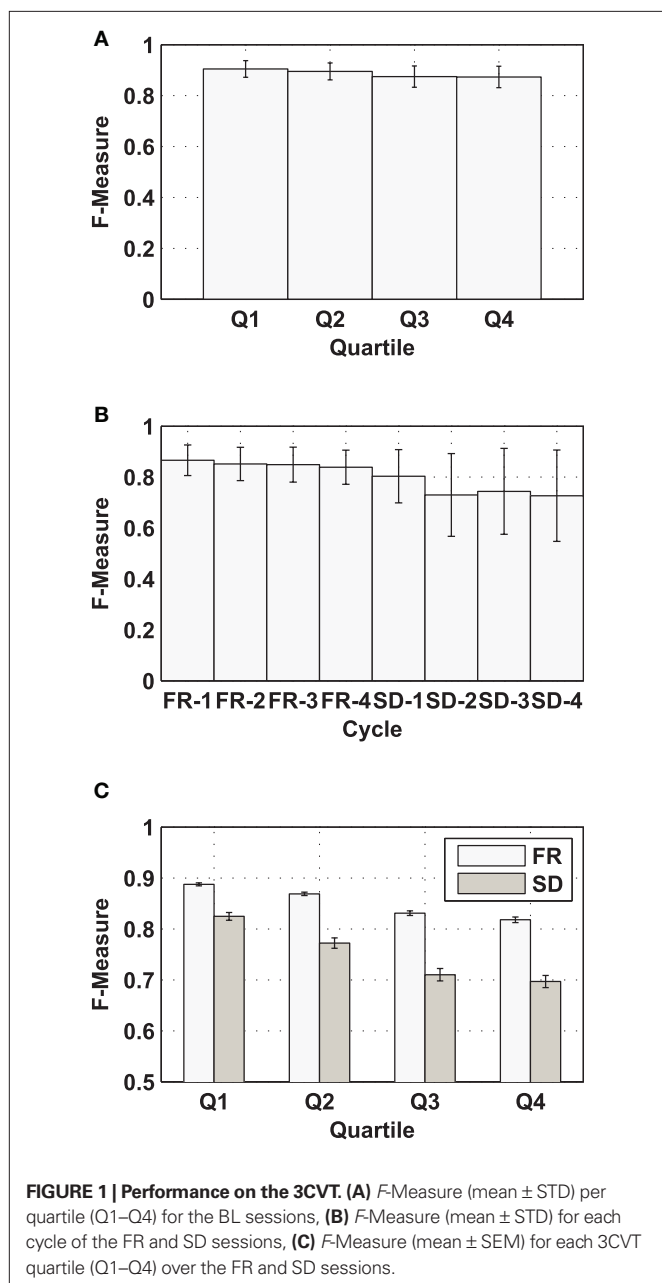 A
1
0.8
0.6
0.4
0.2
0
F-Measure
Q1 Q2 Q3 Q4
Quartile
B
1
0.8
0.6
0.4
0.2
0
F-Measure
FR-1 FR-2 FR-3 FR-4 SD-1 SD-2 SD-3 SD-4
Cycle
C
1
0.9
0.8
0.7
0.6
0.5
F-Measure
FR
SD
Q1 Q2 Q3 Q4
Quartile
FIGURE 1 | Performance on the 3CVT. (A) F-Measure (mean ± STD) per
quartile (Q1–Q4) for the BL sessions, (B) F-Measure (mean ± STD) for each
cycle of the FR and SD sessions, (C) F-Measure (mean ± SEM) for each 3CVT
quartile (Q1–Q4) over the FR and SD sessions.